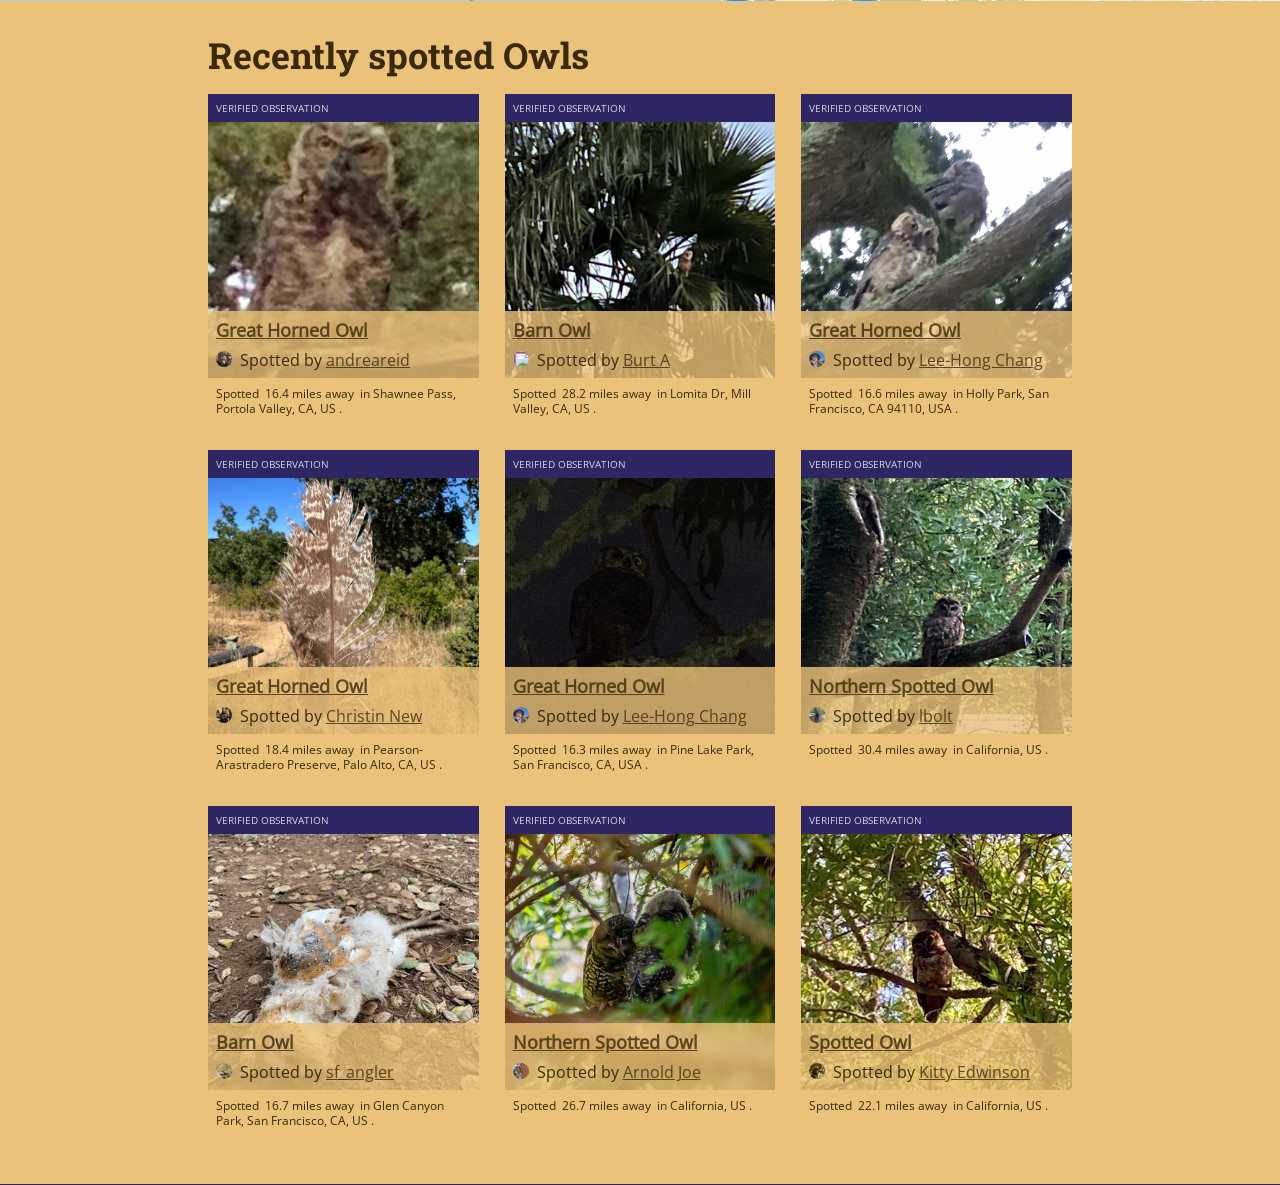 Recently spotted Owls
VERIFIED OBSERVATION
Great Horned Owl
Spotted by andreareid
Spotted 16.4 miles away in Shawnee Pass,
Portola Valley, CA, US .
VERIFIED OBSERVATION
Barn Owl
Spotted by Burt A
Spotted 28.2 miles away in Lomita Dr, Mill
Valley, CA, US .
VERIFIED OBSERVATION
Great Horned Owl
Spotted by Lee-Hong Chang
Spotted 16.6 miles away in Holly Park, San
Francisco, CA 94110, USA .
VERIFIED OBSERVATION
Great Horned Owl
Spotted by Christin New
Spotted 18.4 miles away in Pearson-
Arastradero Preserve, Palo Alto, CA, US .
VERIFIED OBSERVATION
Great Horned Owl
Spotted by Lee-Hong Chang
Spotted 16.3 miles away in Pine Lake Park,
San Francisco, CA, USA .
VERIFIED OBSERVATION
Northern Spotted Owl
Spotted by lbolt
Spotted 30.4 miles away in California, US .
VERIFIED OBSERVATION
Barn Owl
Spotted by sf_angler
Spotted 16.7 miles away in Glen Canyon
Park, San Francisco, CA, US .
VERIFIED OBSERVATION
Northern Spotted Owl
Spotted by Arnold Joe
Spotted 26.7 miles away in California, US .
VERIFIED OBSERVATION
Spotted Owl
Spotted by Kitty Edwinson
Spotted 22.1 miles away in California, US .